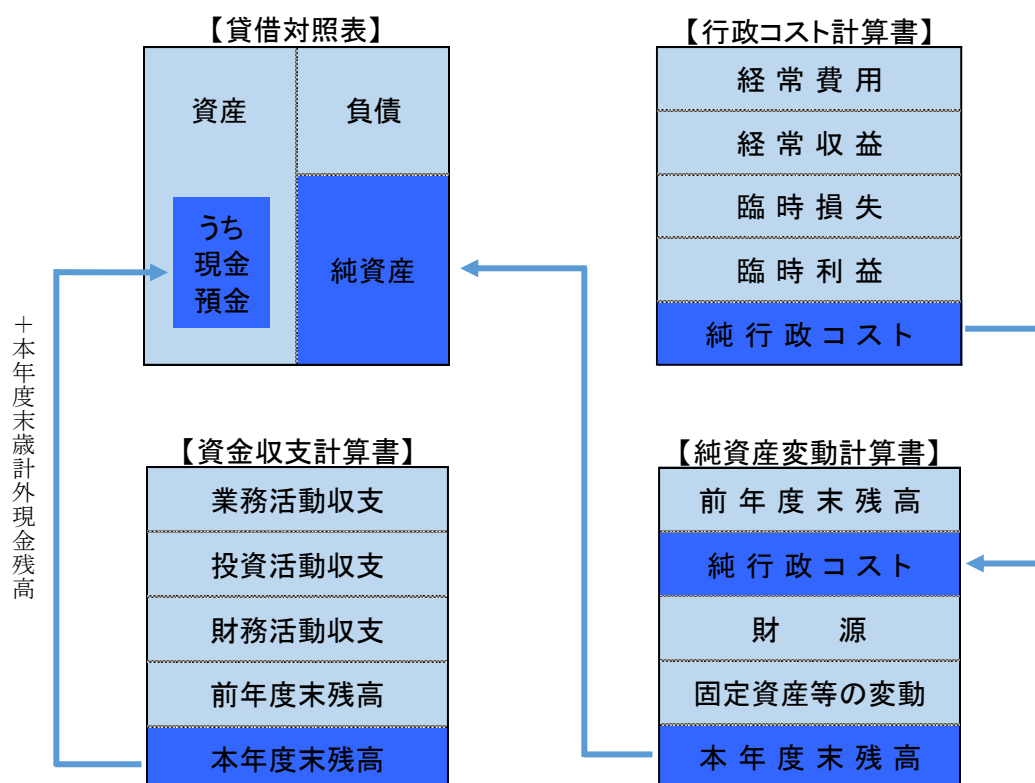 【貸借対照表】
資産
負債
うち
現金
預金
純資産
【行政コスト計算書】
経常費用
経常収益
臨時損失
臨時利益
純行政コスト
＋本年度末歳計外現金残高
【資金収支計算書】
業務活動収支
投資活動収支
財務活動収支
前年度末残高
本年度末残高
【純資産変動計算書】
前年度末残高
純行政コスト
財　源
固定資産等の変動
本年度末残高